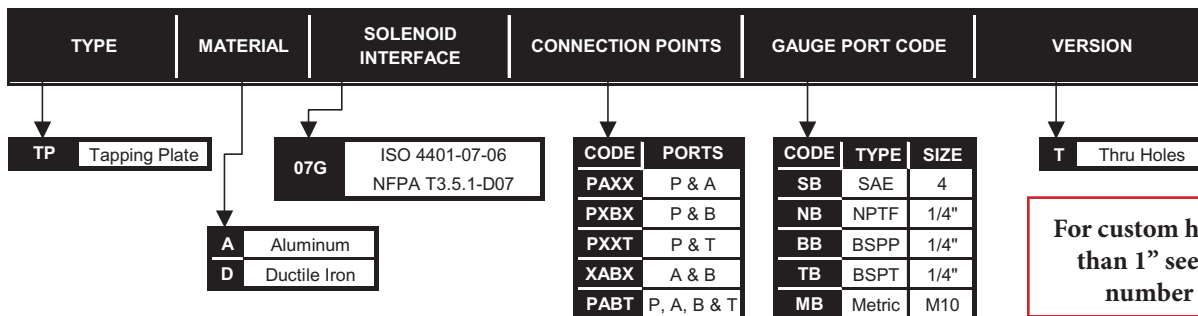 TYPE MATERIAL SOLENOID INTERFACE CONNECTION POINTS GAUGE PORT CODE VERSION
TP Tapping Plate
A Aluminum
D Ductile Iron
07G ISO 4401-07-06
NFPA T3.5.1-D07
CODE PORTS
PAXX P & A
PXBX P & B
PXXT P & T
XABX A & B
PABT P, A, B & T
CODE TYPE SIZE
SB SAE 4
NB NPTF 1/4"
BB BSPP 1/4"
TB BSPT 1/4"
MB Metric M10
T Thru Holes
For custom h
than 1” see
number